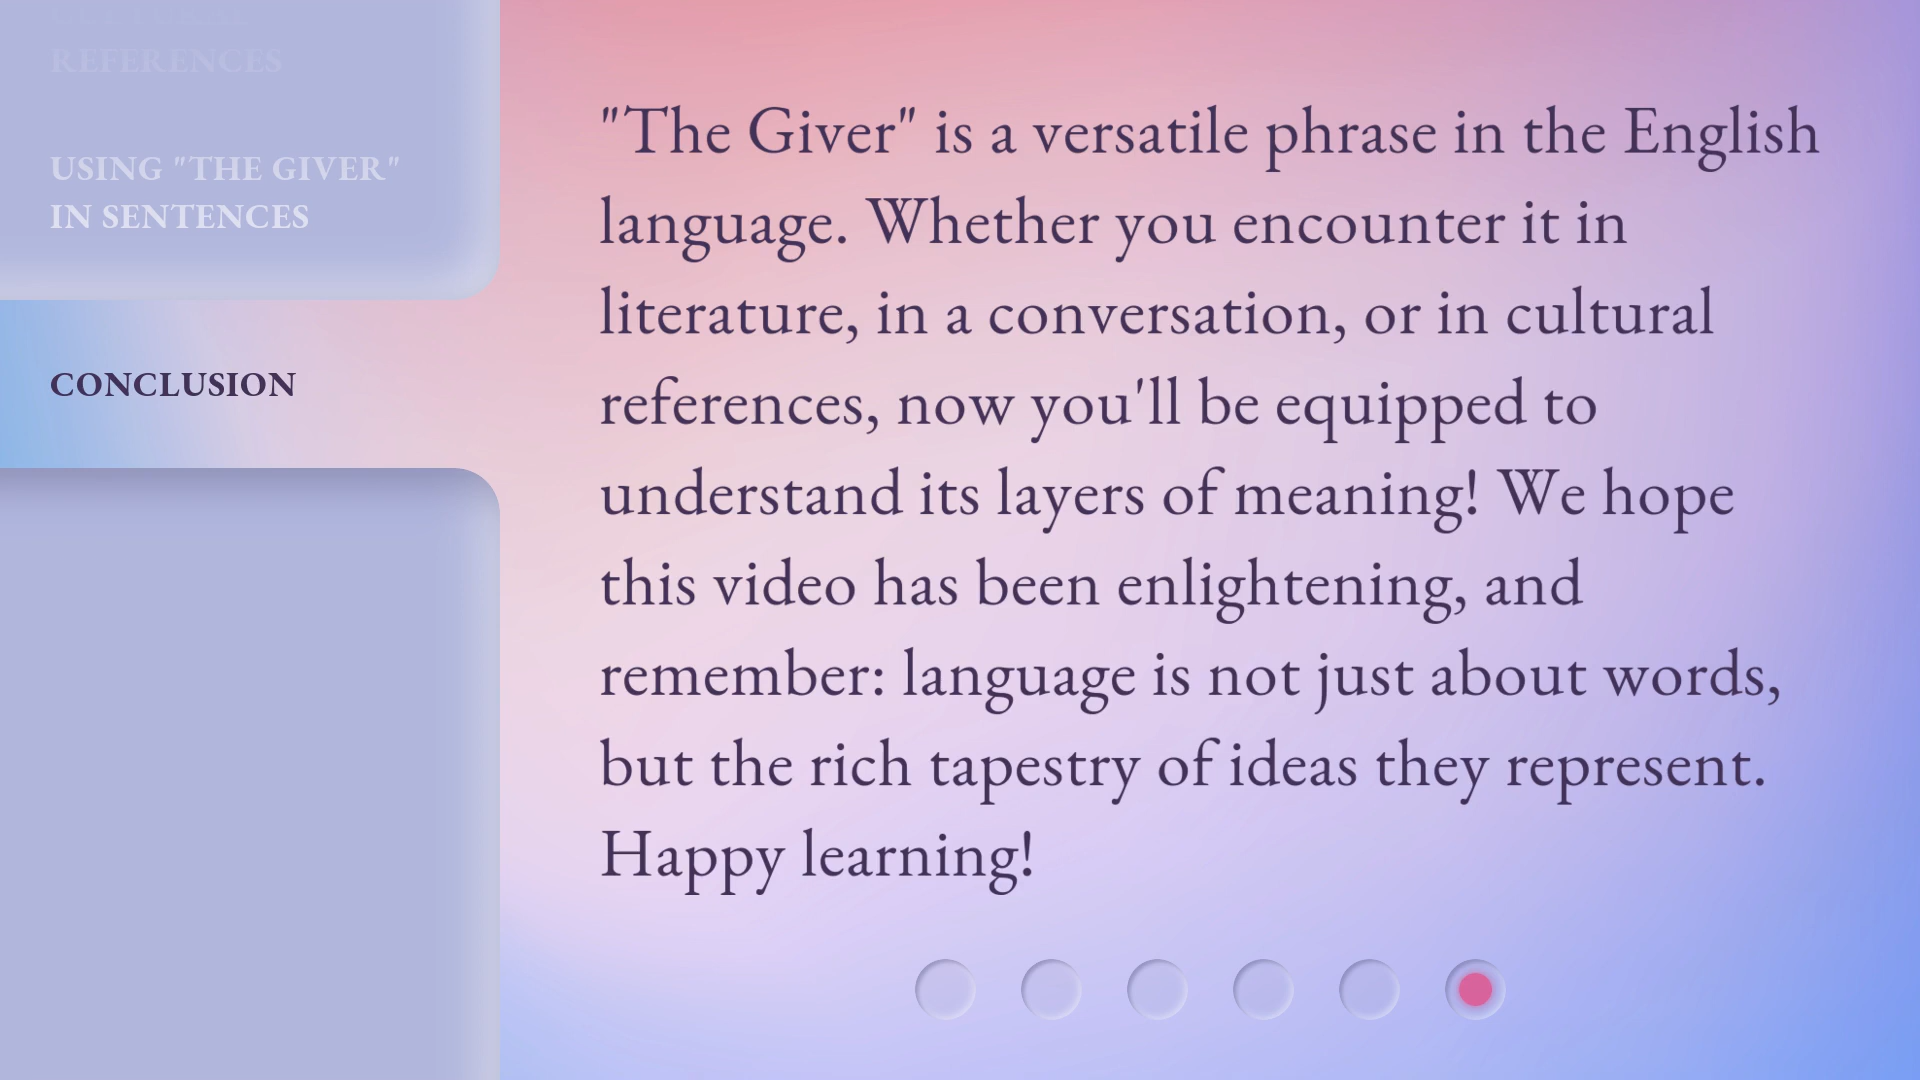 REFERENCES
USING "THE GIVER"
IN SENTENCES
CONCLUSION
"The Giver" is a versatile phrase in the English
language. Whether you encounter it in
literature, in a conversation, or in cultural
references, now you'll be equipped to
understand its layers of meaning! We hope
this video has been enlightening, and
remember: language is not just about words,
but the rich tapestry of ideas they represent.
Happy learning!